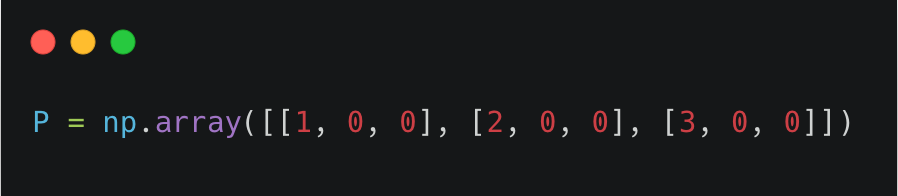 P = np.array([[1, 0, 0], [2, 0, 0], [3, 0, 0]])